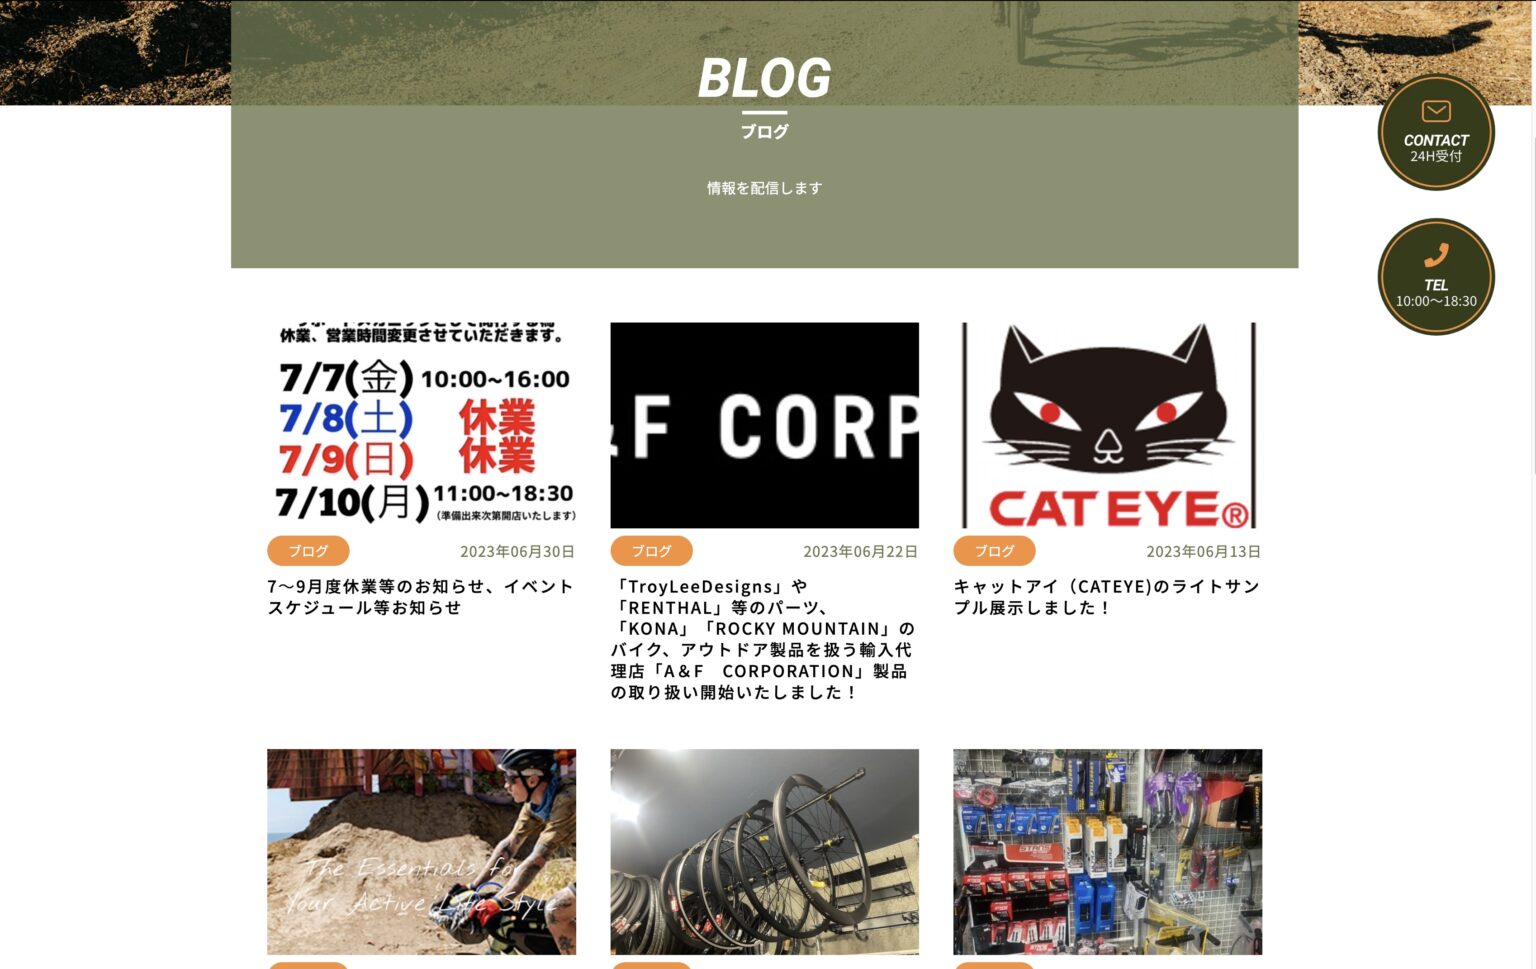 BLOG
ブログ
情報を配信します
CONTACT
24H受付
TEL
10:00〜18:30
休業、営業時間変更させていただきます。
7/7(金) 10:00~16:00
7/8(土) 休業
7/9(日) 休業
7/10(月) 11:00~18:30
(準備出来次第開店いたします)
&F CORP
CATEYE®
ブログ 2023年06月30日
7〜9月度休業等のお知らせ、イベント
スケジュール等お知らせ
ブログ 2023年06月22日
「TroyLeeDesigns」や
「RENTHAL」等のパーツ、
「KONA」「ROCKY MOUNTAIN」の
バイク、アウトドア製品を扱う輸入代
理店「A＆F　CORPORATION」製品
の取り扱い開始いたしました！
ブログ 2023年06月13日
キャットアイ（CATEYE)のライトサン
プル展示しました！
The Essentials for
Your Active Life Style